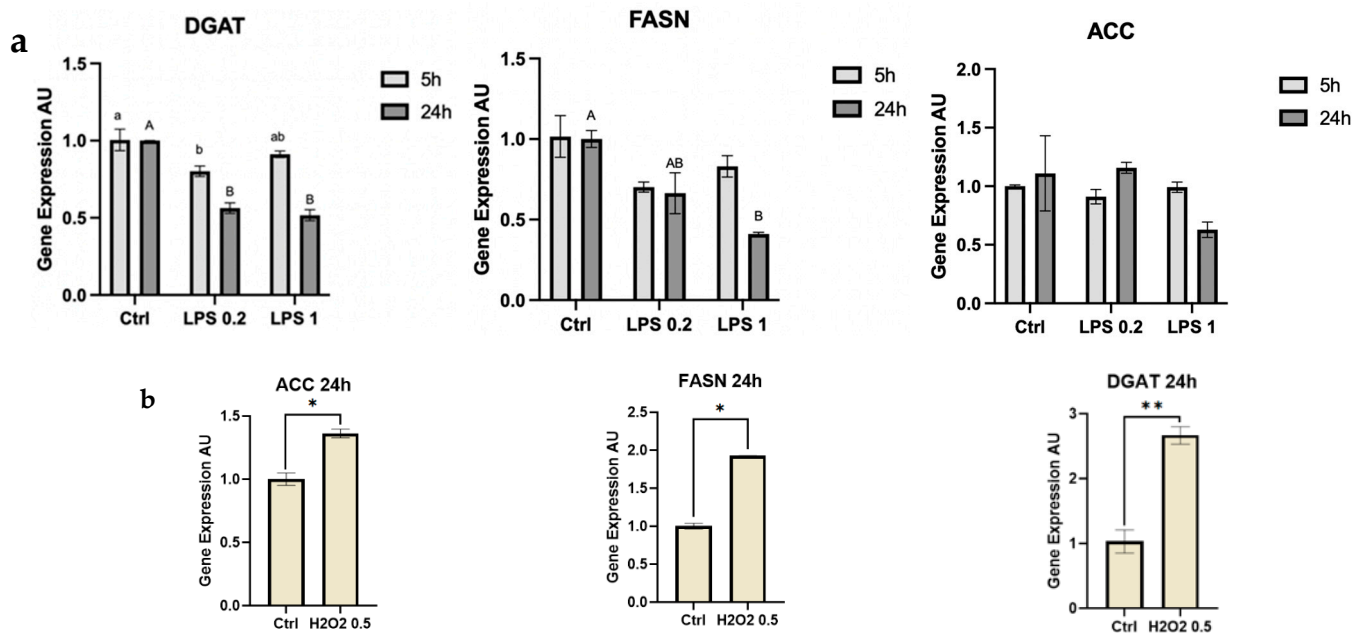 a
DGAT
Gene Expression AU
1.5
1.0
0.5
0.0
a
A
b
B
ab
B
Ctrl
LPS 0.2
LPS 1
5h
24h
FASN
Gene Expression AU
1.5
1.0
0.5
0.0
A
AB
B
Ctrl
LPS 0.2
LPS 1
5h
24h
ACC
Gene Expression AU
2.0
1.5
1.0
0.5
0.0
Ctrl
LPS 0.2
LPS 1
5h
24h
b
ACC 24h
Gene Expression AU
1.5
1.0
0.5
0.0
*
Ctrl
H2O2 0.5
FASN 24h
Gene Expression AU
2.5
2.0
1.5
1.0
0.5
0.0
*
Ctrl
H2O2 0.5
DGAT 24h
Gene Expression AU
3
2
1
0
**
Ctrl
H2O2 0.5